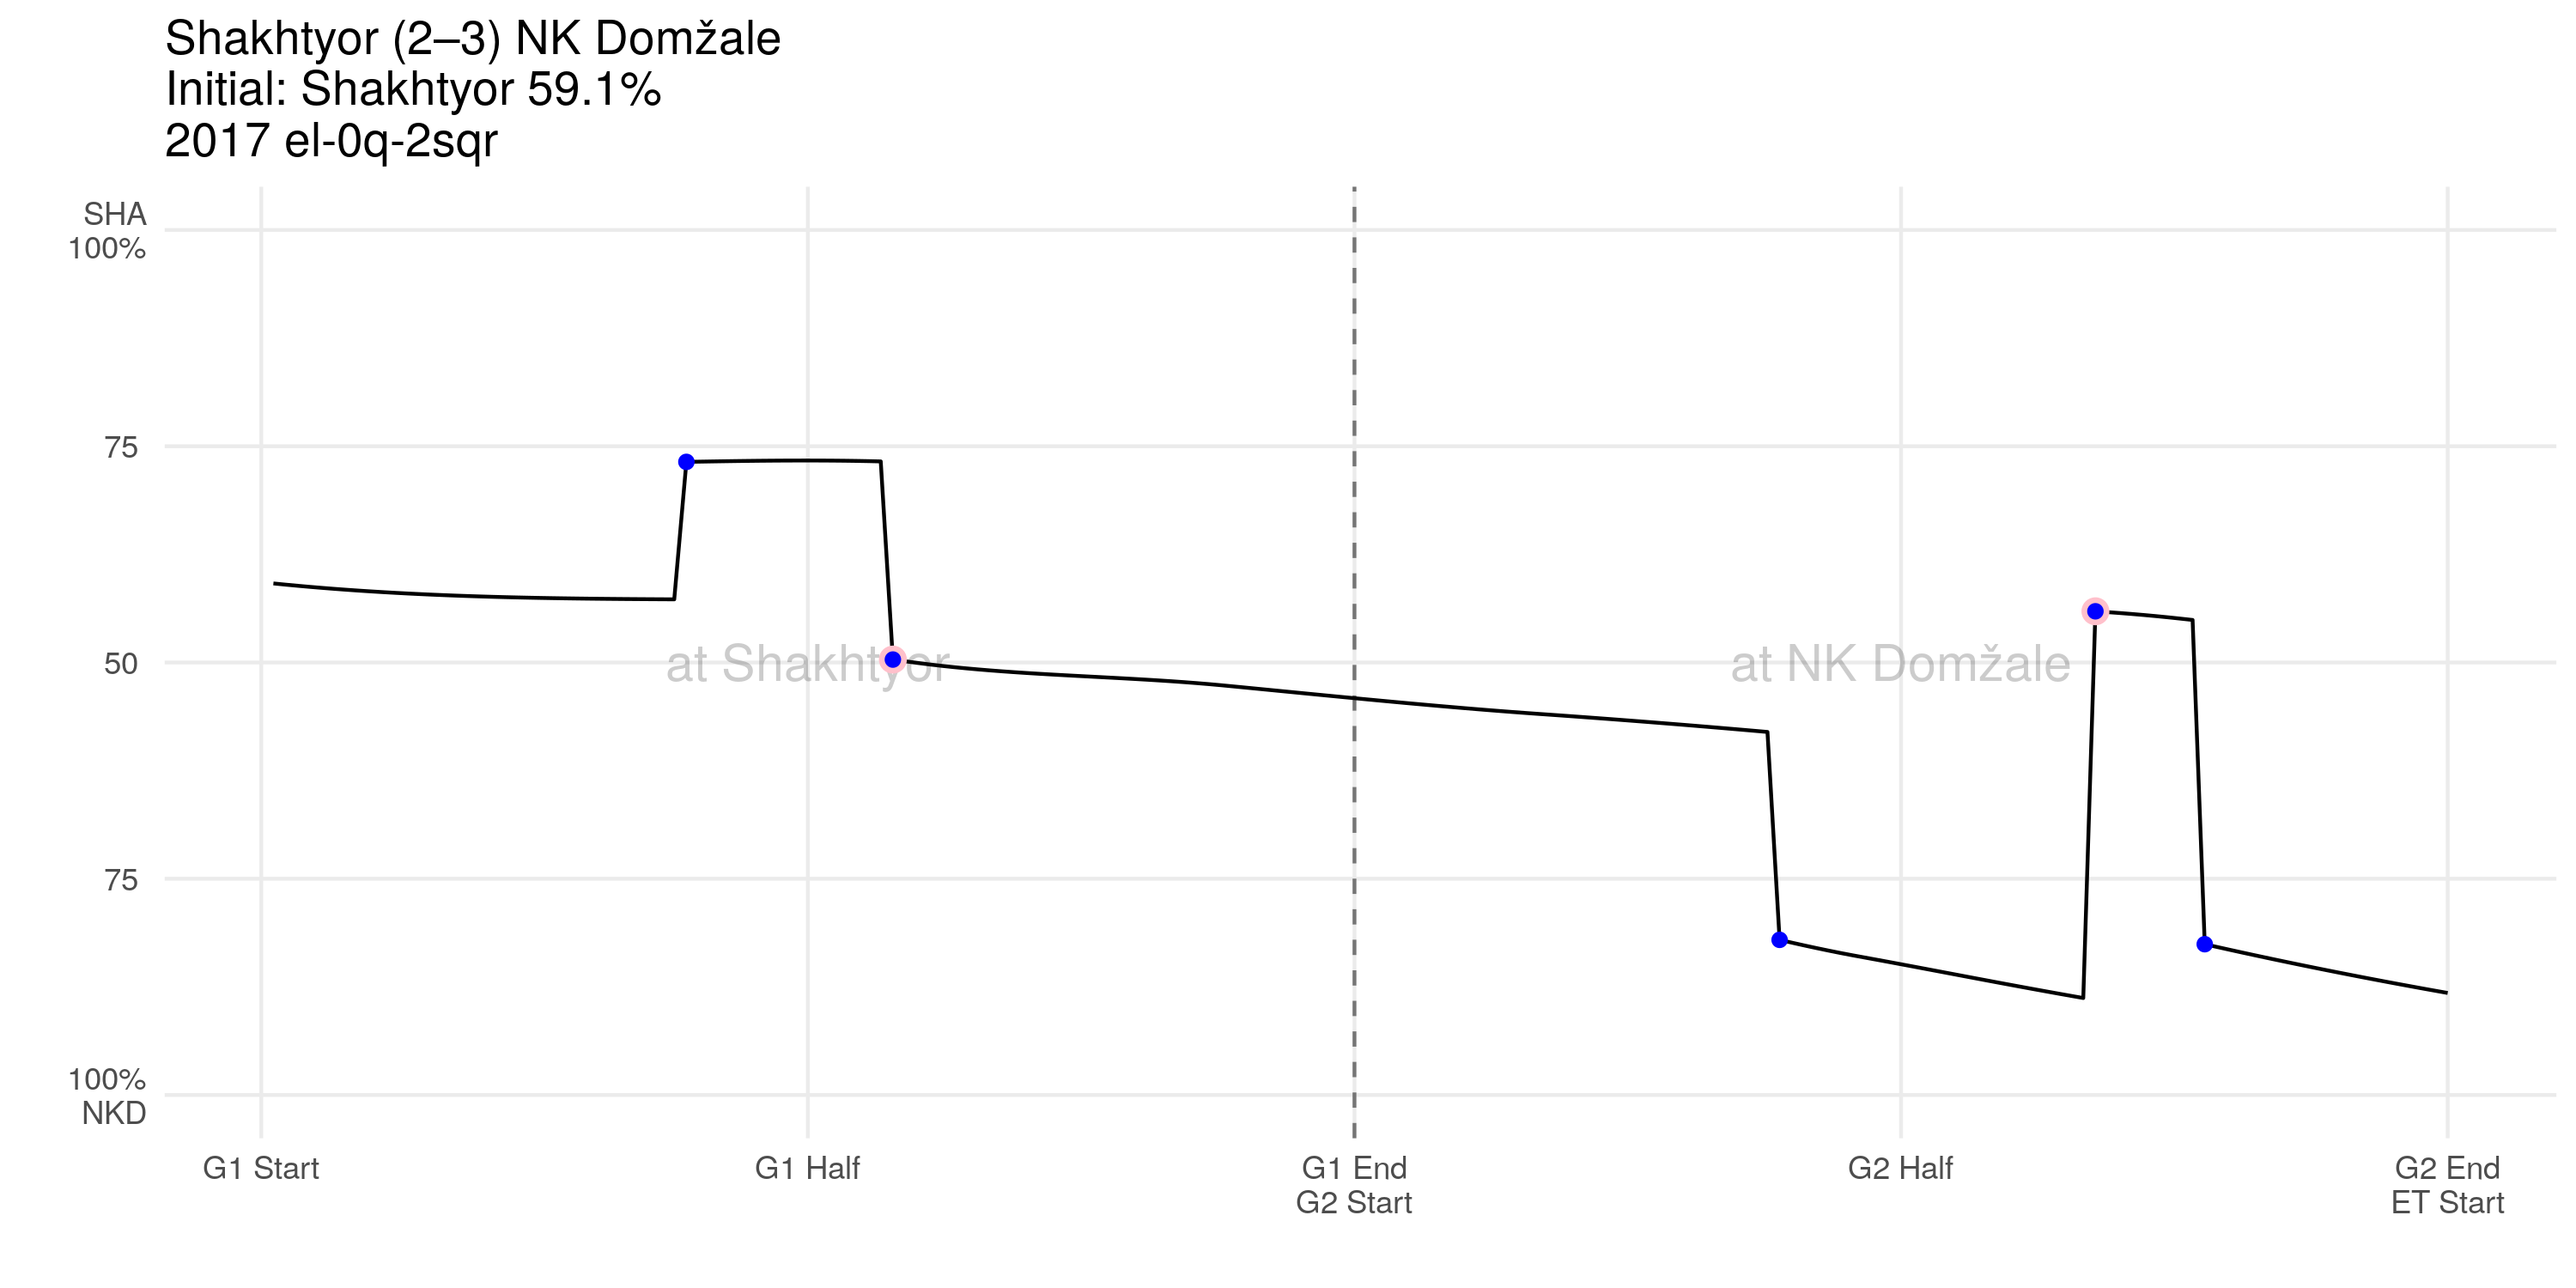 Shakhtyor (2–3) NK Domžale
Initial: Shakhtyor 59.1%
2017 el-0q-2sqr
SHA
100%
75
50
75
100%
NKD
at Shakhtyor
at NK Domžale
G1 Start
G1 Half
G1 End
G2 Start
G2 Half
G2 End
ET Start